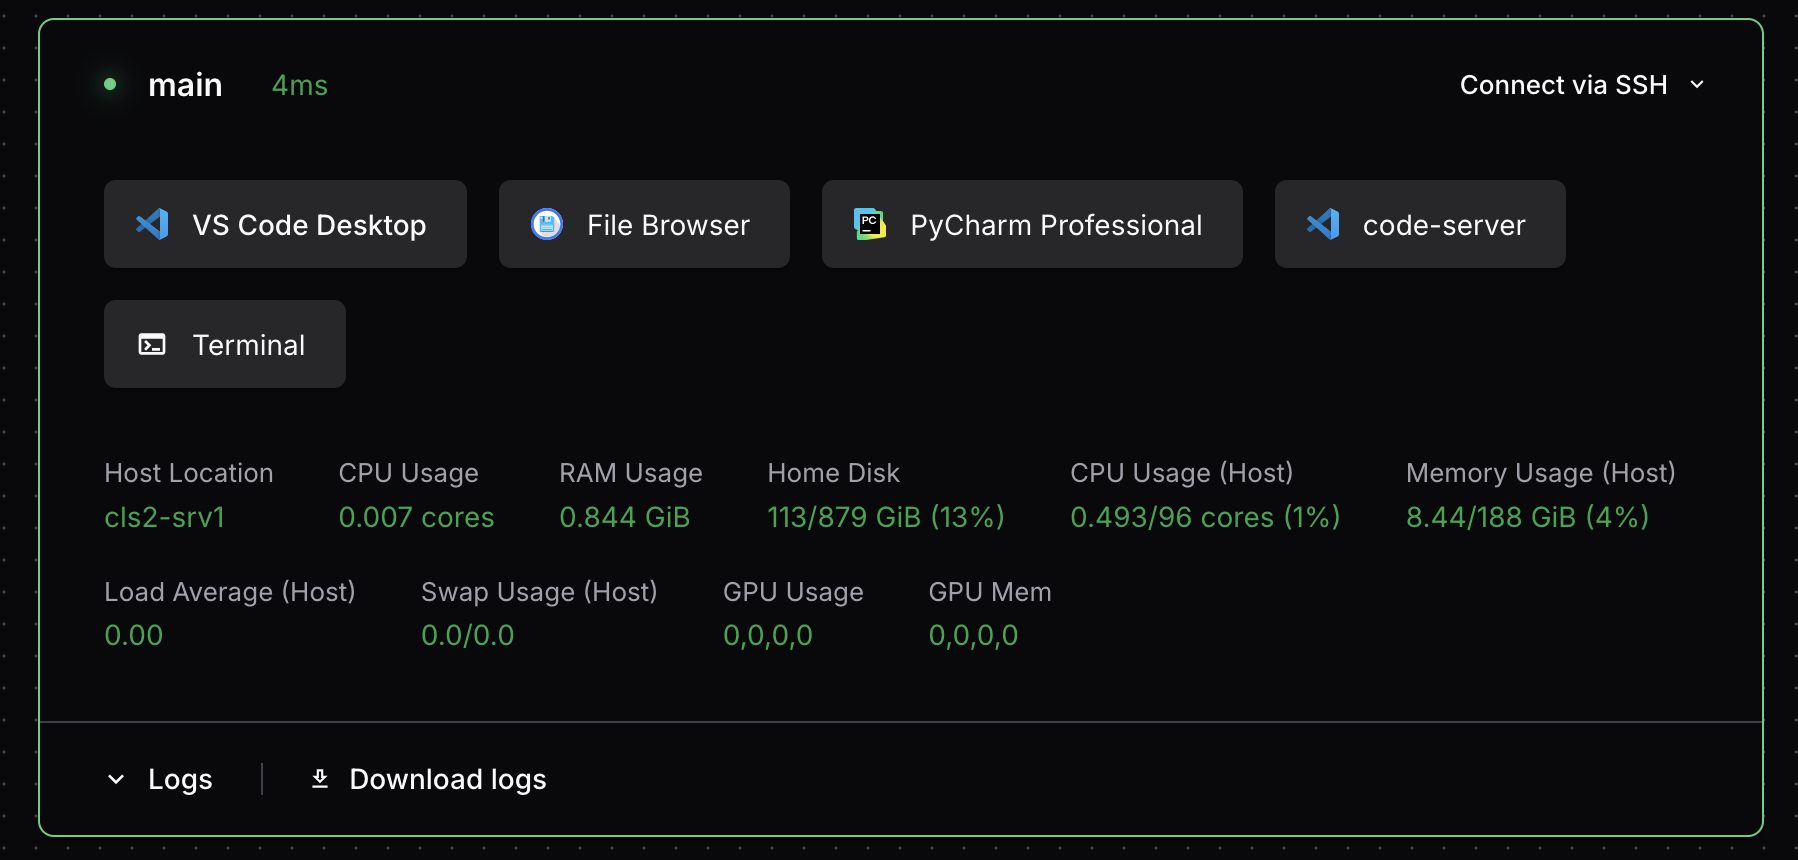 main 4ms Connect via SSH
VS Code Desktop File Browser PC PyCharm Professional code-server
Terminal
Host Location CPU Usage RAM Usage Home Disk CPU Usage (Host) Memory Usage (Host)
cls2-srv1 0.007 cores 0.844 GiB 113/879 GiB (13%) 0.493/96 cores (1%) 8.44/188 GiB (4%)
Load Average (Host) Swap Usage (Host) GPU Usage GPU Mem
0.00 0.0/0.0 0,0,0,0 0,0,0,0
Logs Download logs